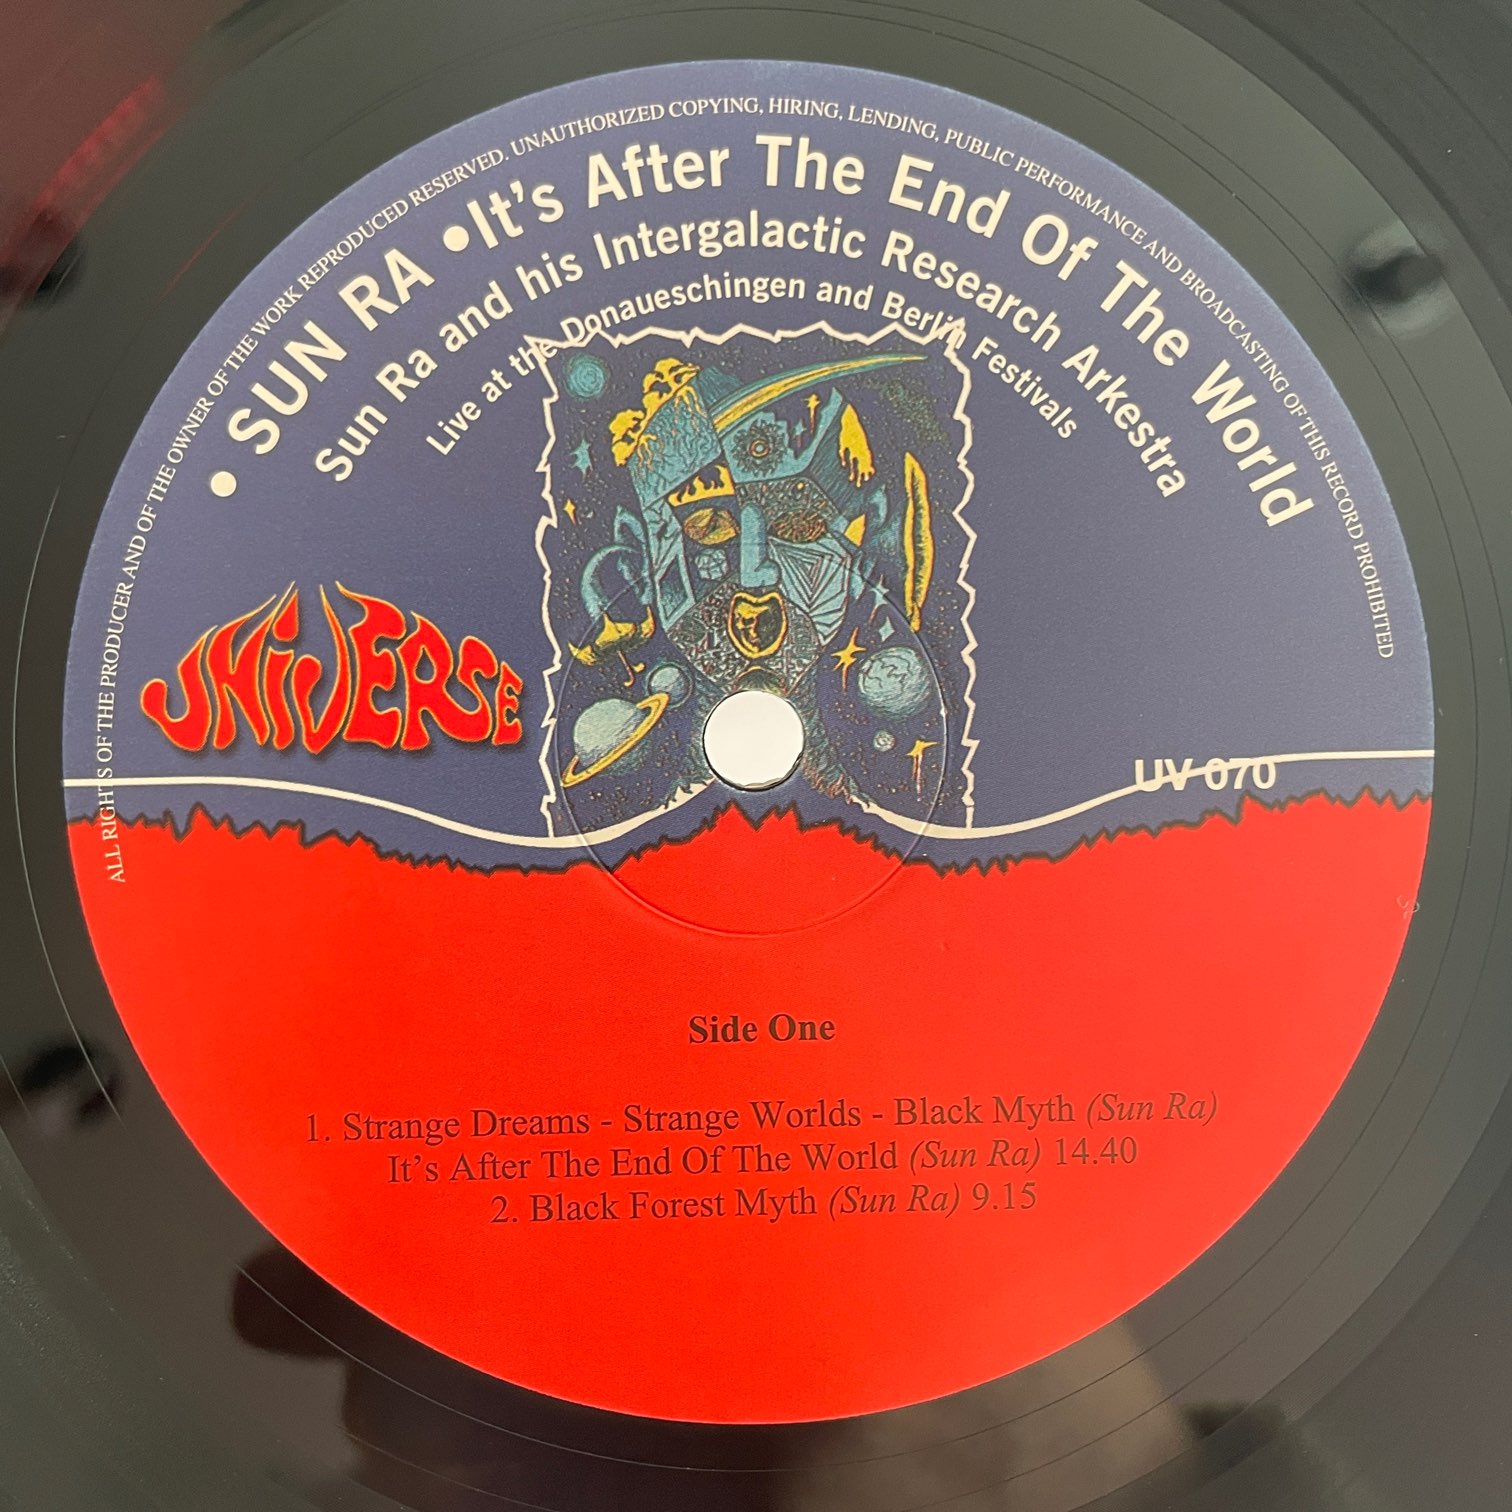 ALL RIGHTS OF THE PRODUCER AND OF THE OWNER OF THE WORK REPRODUCED RESERVED. UNAUTHORIZED COPYING, HIRING, LENDING, PUBLIC PERFORMANCE AND BROADCASTING OF THIS RECORD PROHIBITED
• SUN RA •It's After The End Of The World
Sun Ra and his Intergalactic Research Arkestra
Live at the Donaueschingen and Berlin Festivals
UNiVERSE
UV 070
Side One
1. Strange Dreams - Strange Worlds - Black Myth (Sun Ra)
It's After The End Of The World (Sun Ra) 14.40
2. Black Forest Myth (Sun Ra) 9.15